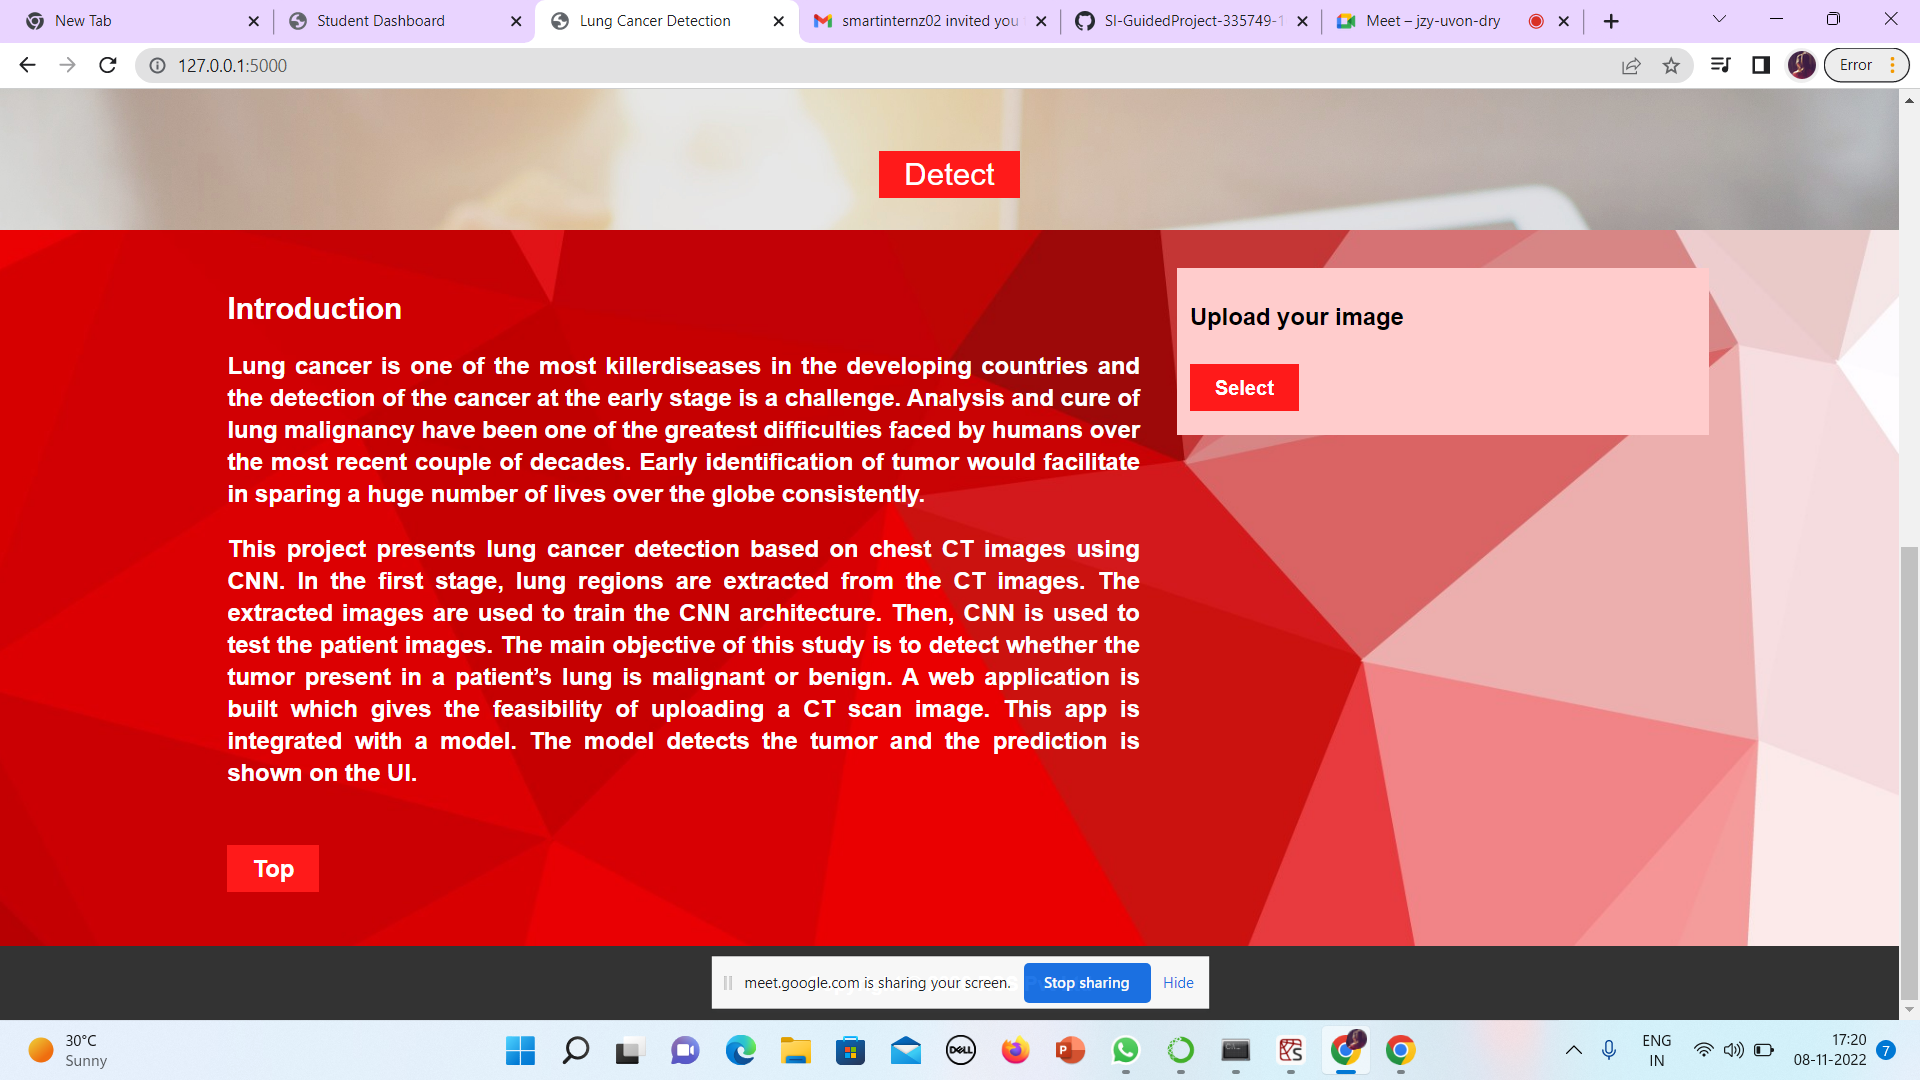 New Tab
Student Dashboard
Lung Cancer Detection
smartinternz02 invited you
SI-GuidedProject-335749-1
Meet – jzy-uvon-dry
127.0.0.1:5000
Error
Detect
Introduction
Lung cancer is one of the most killerdiseases in the developing countries and
the detection of the cancer at the early stage is a challenge. Analysis and cure of
lung malignancy have been one of the greatest difficulties faced by humans over
the most recent couple of decades. Early identification of tumor would facilitate
in sparing a huge number of lives over the globe consistently.
This project presents lung cancer detection based on chest CT images using
CNN. In the first stage, lung regions are extracted from the CT images. The
extracted images are used to train the CNN architecture. Then, CNN is used to
test the patient images. The main objective of this study is to detect whether the
tumor present in a patient’s lung is malignant or benign. A web application is
built which gives the feasibility of uploading a CT scan image. This app is
integrated with a model. The model detects the tumor and the prediction is
shown on the UI.
Top
Upload your image
Select
meet.google.com is sharing your screen.
Stop sharing
Hide
30°C
Sunny
DELL
ENG
IN
17:20
08-11-2022
7